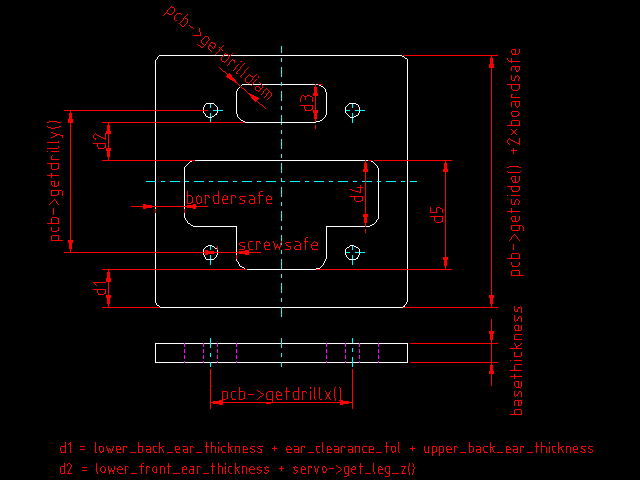 pcb->getdrilldiam
d3
d2
pcb->getdrilly()
bordersafe
d4
d5
screwsafe
d1
pcb->getside() +2×boardsafe
basethickness
pcb->getdrillx()
d1 = lower_back_ear_thickness + ear_clearance_tol + upper_back_ear_thickness
d2 = lower_front_ear_thickness + servo->get_leg_z()